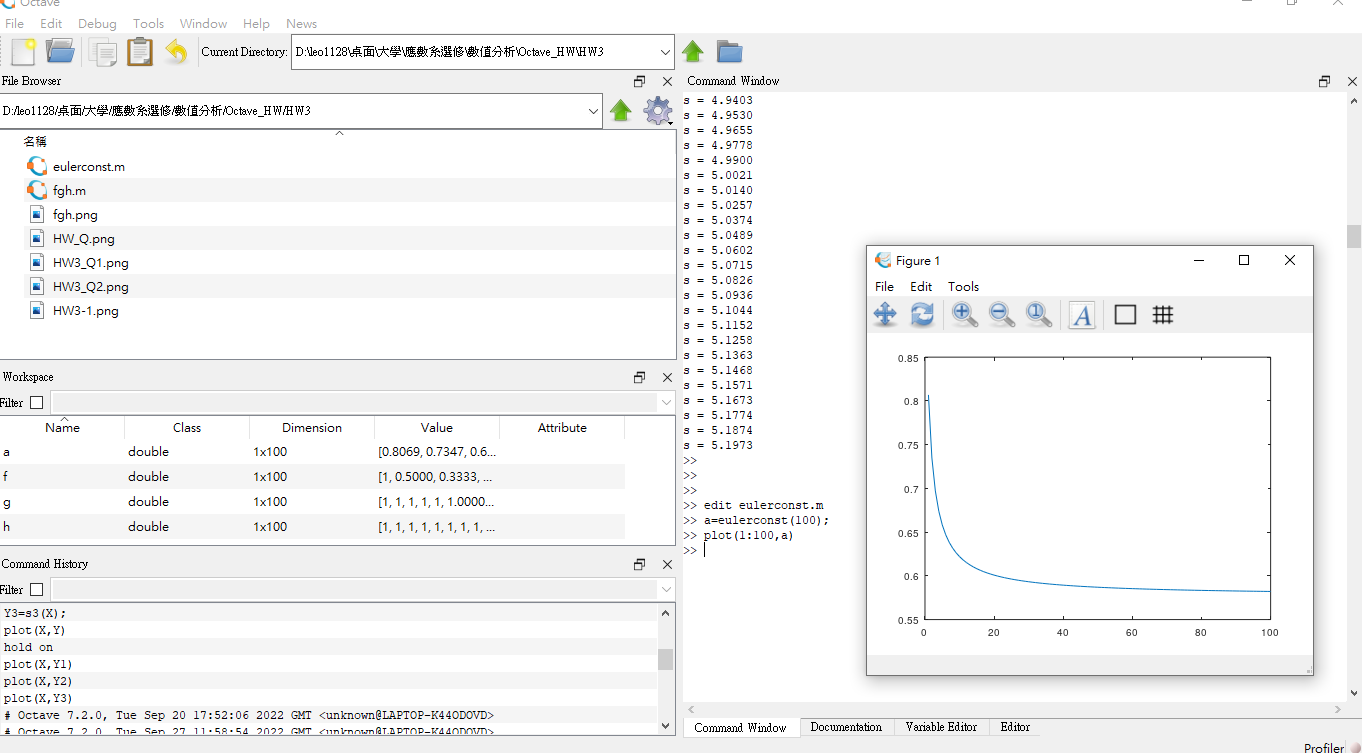 Octave
File Edit Debug Tools Window Help News
Current Directory: D:\leo1128\桌面\大學\應數系選修\數值分析\Octave_HW\HW3
File Browser
D:/leo1128/桌面/大學/應數系選修/數值分析/Octave_HW/HW3
名稱
eulerconst.m
fgh.m
fgh.png
HW_Q.png
HW3_Q1.png
HW3_Q2.png
HW3-1.png
Workspace
Filter
Name Class Dimension Value Attribute
a double 1x100 [0.8069, 0.7347, 0.6...
f double 1x100 [1, 0.5000, 0.3333, ...
g double 1x100 [1, 1, 1, 1, 1, 1.0000...
h double 1x100 [1, 1, 1, 1, 1, 1, 1, 1, ...
Command History
Filter
Y3=s3(X);
plot(X,Y)
hold on
plot(X,Y1)
plot(X,Y2)
plot(X,Y3)
# Octave 7.2.0, Tue Sep 20 17:52:06 2022 GMT <unknown@LAPTOP-K44ODOVD>
# Octave 7.2.0, Tue Sep 27 11:58:54 2022 GMT <unknown@LAPTOP-K44ODOVD>
Command Window
s = 4.9403
s = 4.9530
s = 4.9655
s = 4.9778
s = 4.9900
s = 5.0021
s = 5.0140
s = 5.0257
s = 5.0374
s = 5.0489
s = 5.0602
s = 5.0715
s = 5.0826
s = 5.0936
s = 5.1044
s = 5.1152
s = 5.1258
s = 5.1363
s = 5.1468
s = 5.1571
s = 5.1673
s = 5.1774
s = 5.1874
s = 5.1973
>>
>>
>>
>> edit eulerconst.m
>> a=eulerconst(100);
>> plot(1:100,a)
>>
Figure 1
File Edit Tools
0.85
0.8
0.75
0.7
0.65
0.6
0.55
0 20 40 60 80 100
Command Window Documentation Variable Editor Editor
Profiler